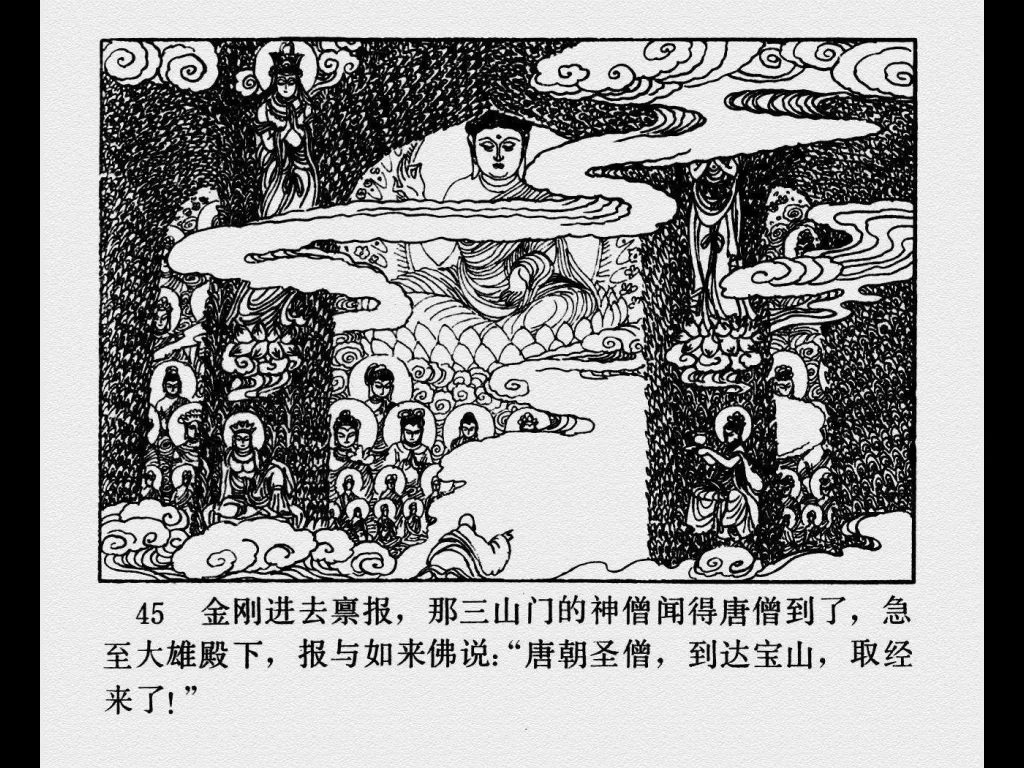 45 金刚进去禀报，那三山门的神僧闻得唐僧到了，急
至大雄殿下，报与如来佛说：“唐朝圣僧，到达宝山，取经
来了！”